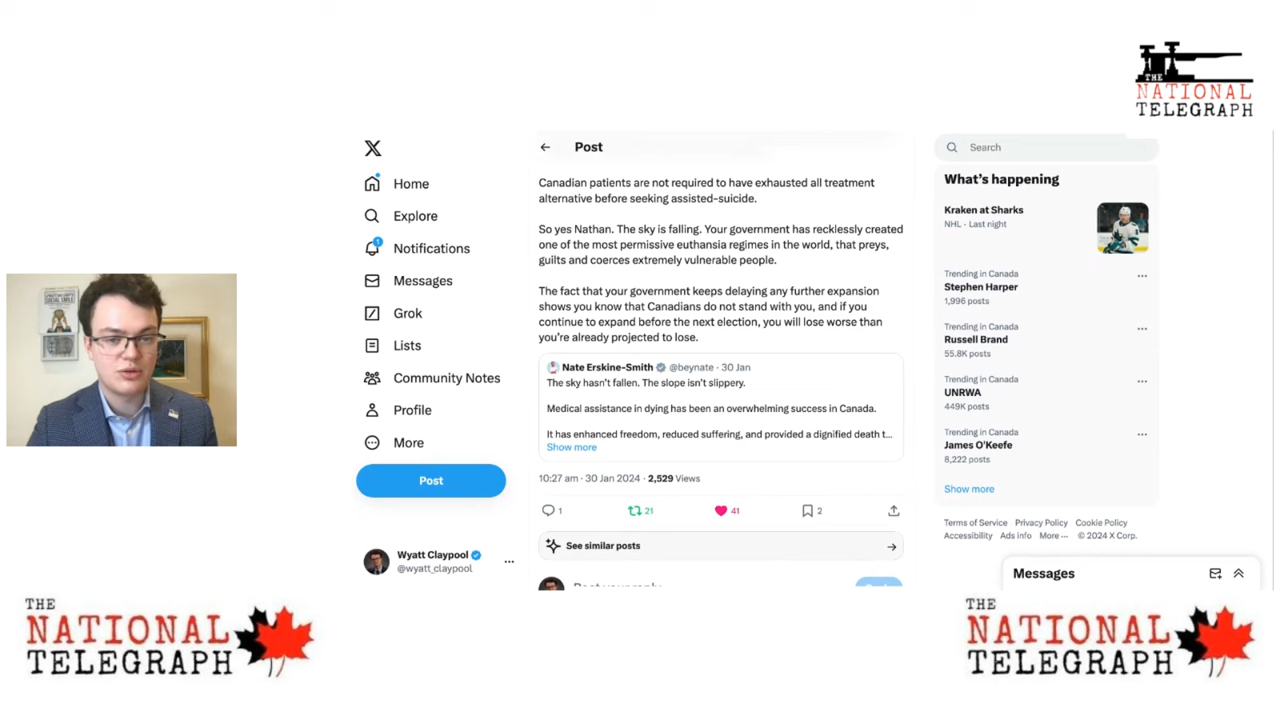 THE
NATIONAL
TELEGRAPH
Post
Search
Canadian patients are not required to have exhausted all treatment
alternative before seeking assisted-suicide.
So yes Nathan. The sky is falling. Your government has recklessly created
one of the most permissive euthansia regimes in the world, that preys,
guilts and coerces extremely vulnerable people.
The fact that your government keeps delaying any further expansion
shows you know that Canadians do not stand with you, and if you
continue to expand before the next election, you will lose worse than
you're already projected to lose.
Nate Erskine-Smith @beynate · 30 Jan
The sky hasn't fallen. The slope isn't slippery.
Medical assistance in dying has been an overwhelming success in Canada.
It has enhanced freedom, reduced suffering, and provided a dignified death t...
Show more
10:27 am · 30 Jan 2024 · 2,529 Views
1
21
41
2
See similar posts
Home
Explore
1
Notifications
Messages
Grok
Lists
Community Notes
Profile
More
Post
Wyatt Claypool
@wyatt_claypool
What's happening
Kraken at Sharks
NHL · Last night
Trending in Canada
Stephen Harper
1,996 posts
Trending in Canada
Russell Brand
55.8K posts
Trending in Canada
UNRWA
449K posts
Trending in Canada
James O'Keefe
8,222 posts
Show more
Terms of Service Privacy Policy Cookie Policy
Accessibility Ads info More ··· © 2024 X Corp.
Messages
THE
NATIONAL
TELEGRAPH
THE
NATIONAL
TELEGRAPH